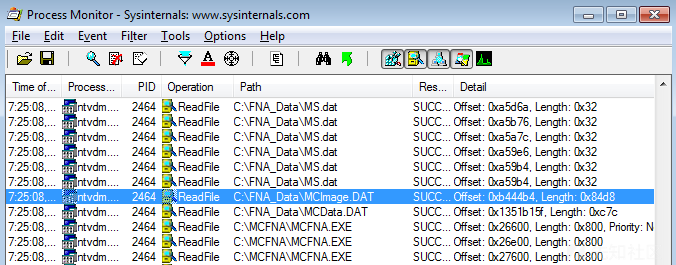 Process Monitor - Sysinternals: www.sysinternals.com
File Edit Event Filter Tools Options Help
Time of... Process... PID Operation Path Res... Detail
7:25:08,... ntvdm.... 2464 ReadFile C:\FNA_Data\MS.dat SUCC... Offset: 0xa5d6a, Length: 0x32
7:25:08,... ntvdm.... 2464 ReadFile C:\FNA_Data\MS.dat SUCC... Offset: 0xa5b76, Length: 0x32
7:25:08,... ntvdm.... 2464 ReadFile C:\FNA_Data\MS.dat SUCC... Offset: 0xa5a7c, Length: 0x32
7:25:08,... ntvdm.... 2464 ReadFile C:\FNA_Data\MS.dat SUCC... Offset: 0xa59e6, Length: 0x32
7:25:08,... ntvdm.... 2464 ReadFile C:\FNA_Data\MS.dat SUCC... Offset: 0xa59b4, Length: 0x32
7:25:08,... ntvdm.... 2464 ReadFile C:\FNA_Data\MS.dat SUCC... Offset: 0xa59b4, Length: 0x32
7:25:08,... ntvdm.... 2464 ReadFile C:\FNA_Data\MCImage.DAT SUCC... Offset: 0xb444b4, Length: 0x84d8
7:25:08,... ntvdm.... 2464 ReadFile C:\FNA_Data\MCData.DAT SUCC... Offset: 0x1351b15f, Length: 0xc7c
7:25:08,... ntvdm.... 2464 ReadFile C:\MCFNA\MCFNA.EXE SUCC... Offset: 0x26600, Length: 0x800, Priority: N
7:25:08,... ntvdm.... 2464 ReadFile C:\MCFNA\MCFNA.EXE SUCC... Offset: 0x26e00, Length: 0x800
7:25:08,... ntvdm.... 2464 ReadFile C:\MCFNA\MCFNA.EXE SUCC... Offset: 0x27600, Length: 0x800